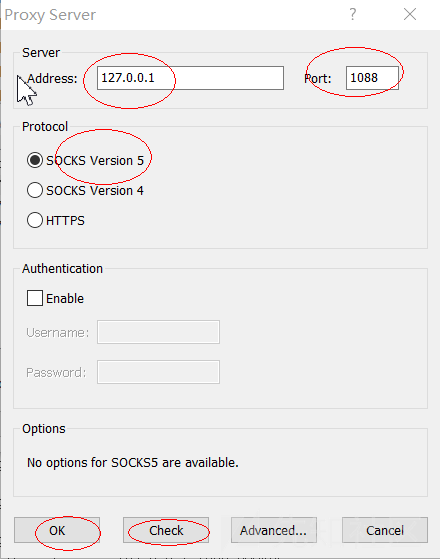 Proxy Server
Server
Address: 127.0.0.1 Port: 1088
Protocol
SOCKS Version 5
SOCKS Version 4
HTTPS
Authentication
Enable
Username:
Password:
Options
No options for SOCKS5 are available.
OK Check Advanced... Cancel